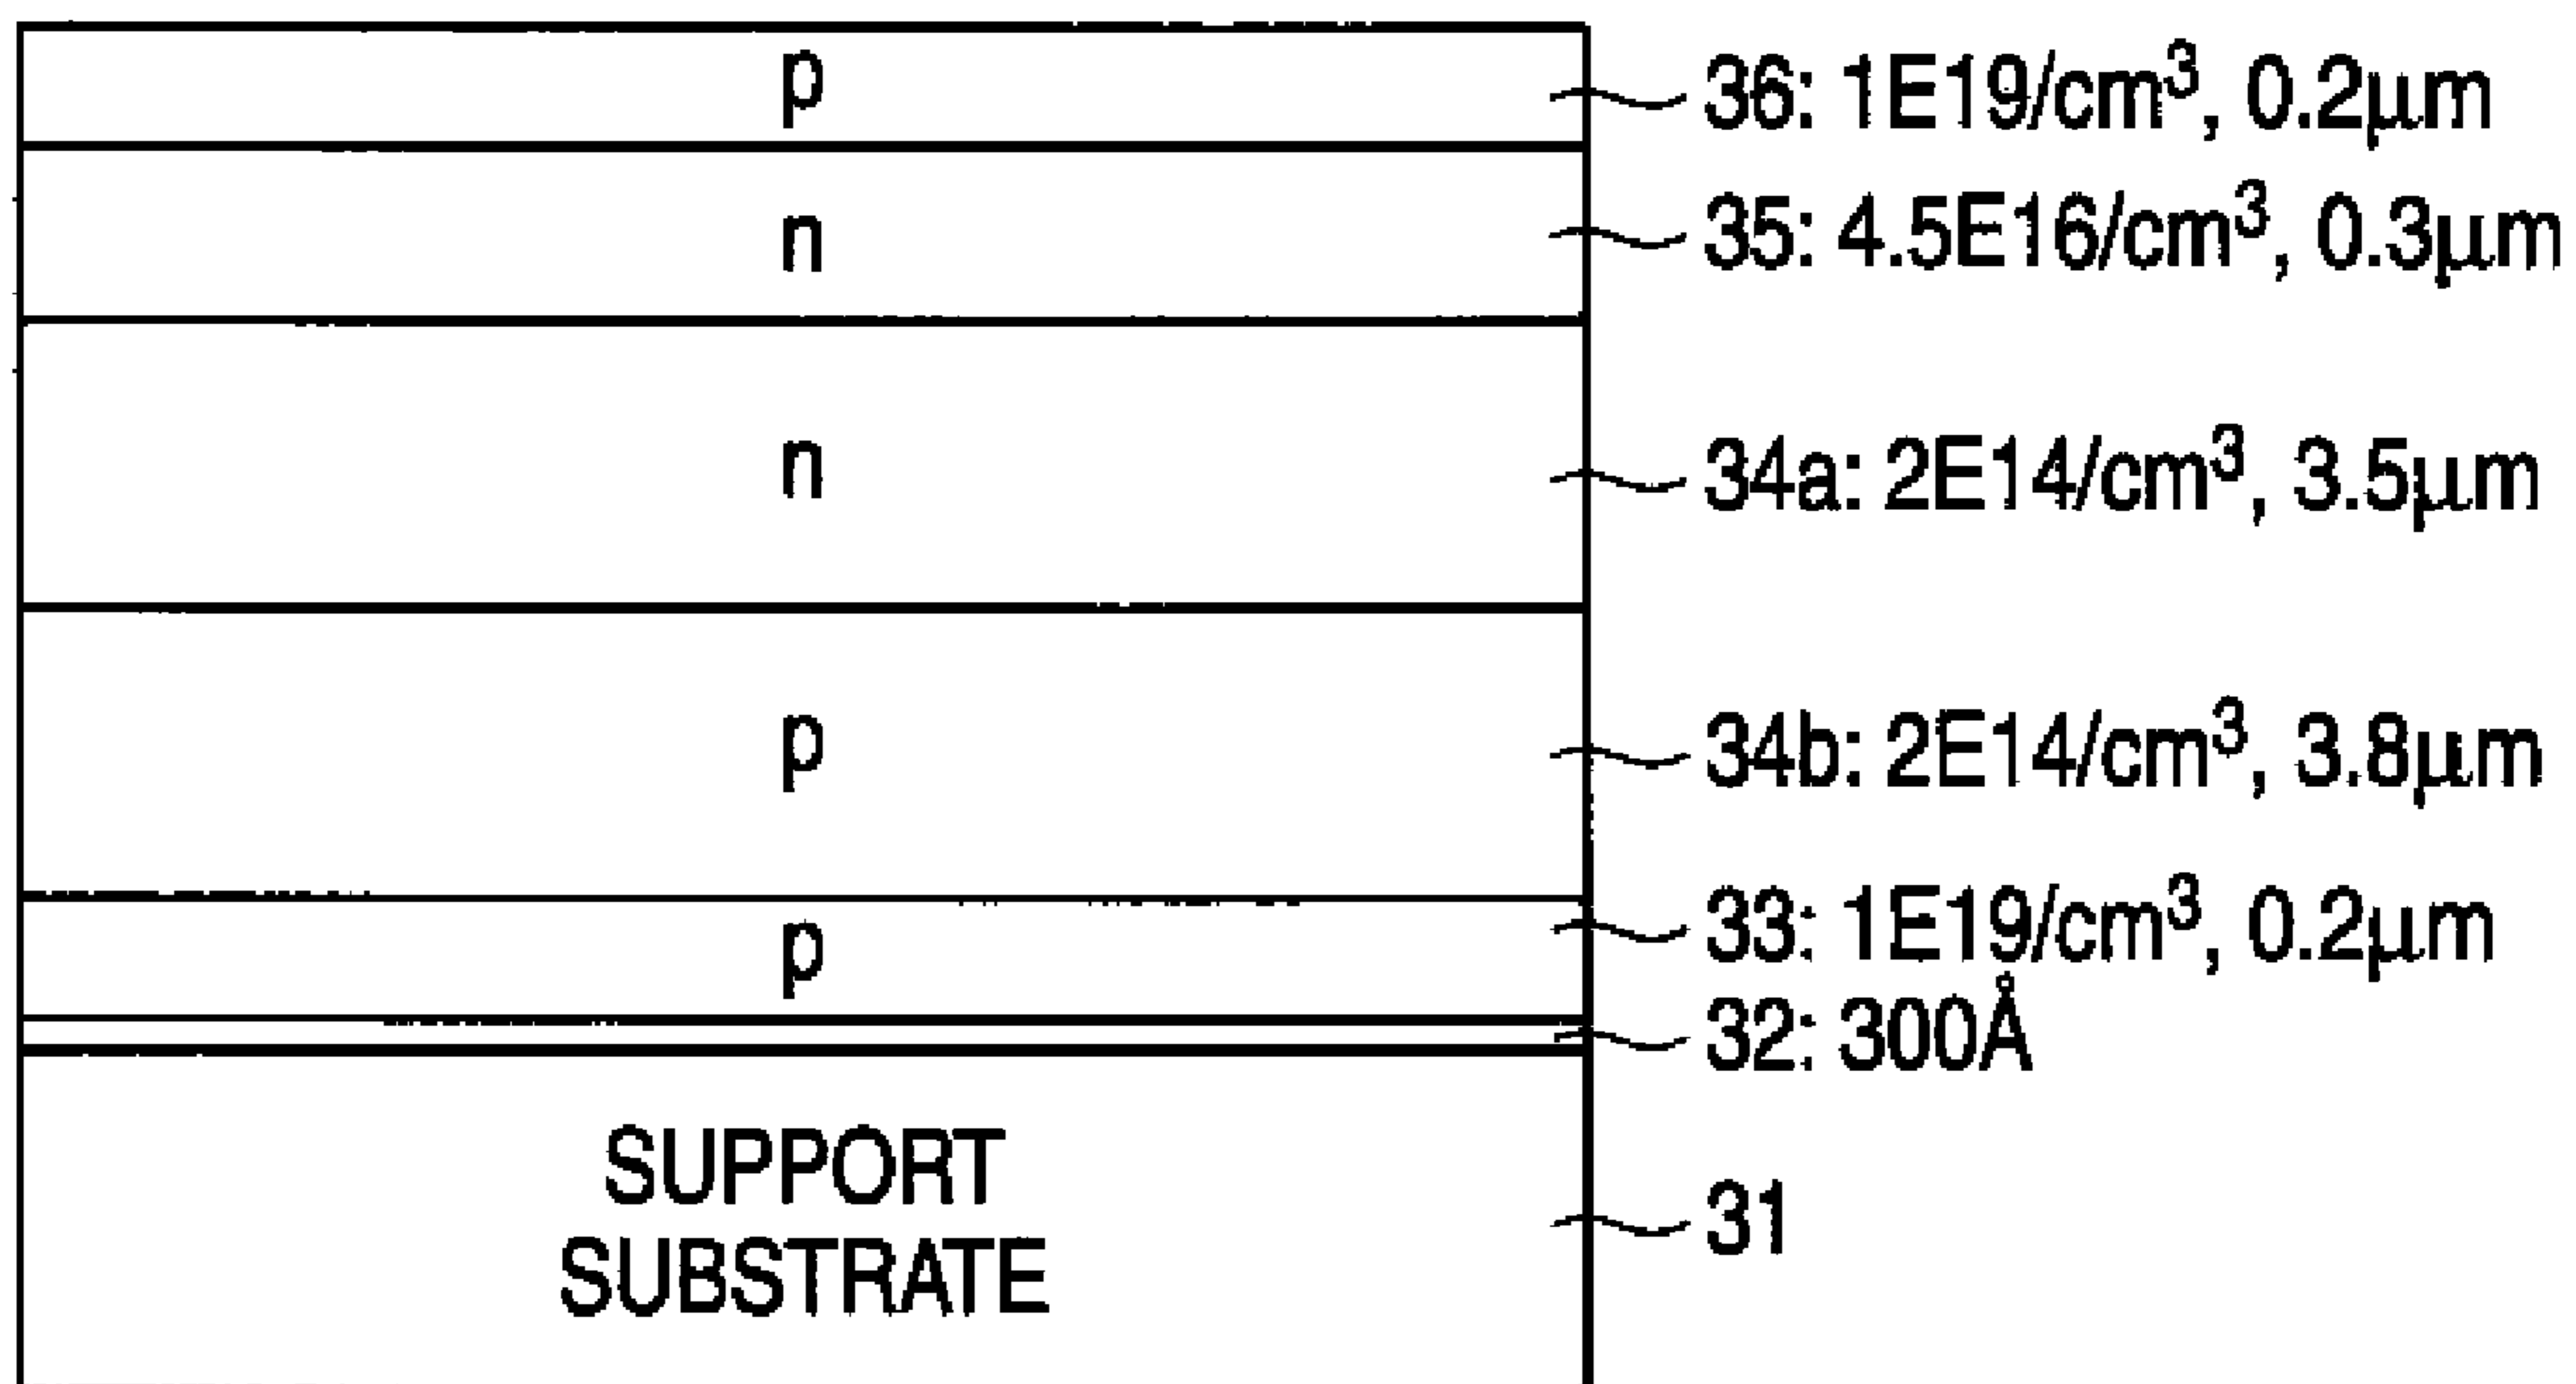 p
36: 1E19/cm³, 0.2μm
n
35: 4.5E16/cm³, 0.3μm
n
34a: 2E14/cm³, 3.5μm
p
34b: 2E14/cm³, 3.8μm
p
33: 1E19/cm³, 0.2μm
32: 300Å
SUPPORT
SUBSTRATE
31